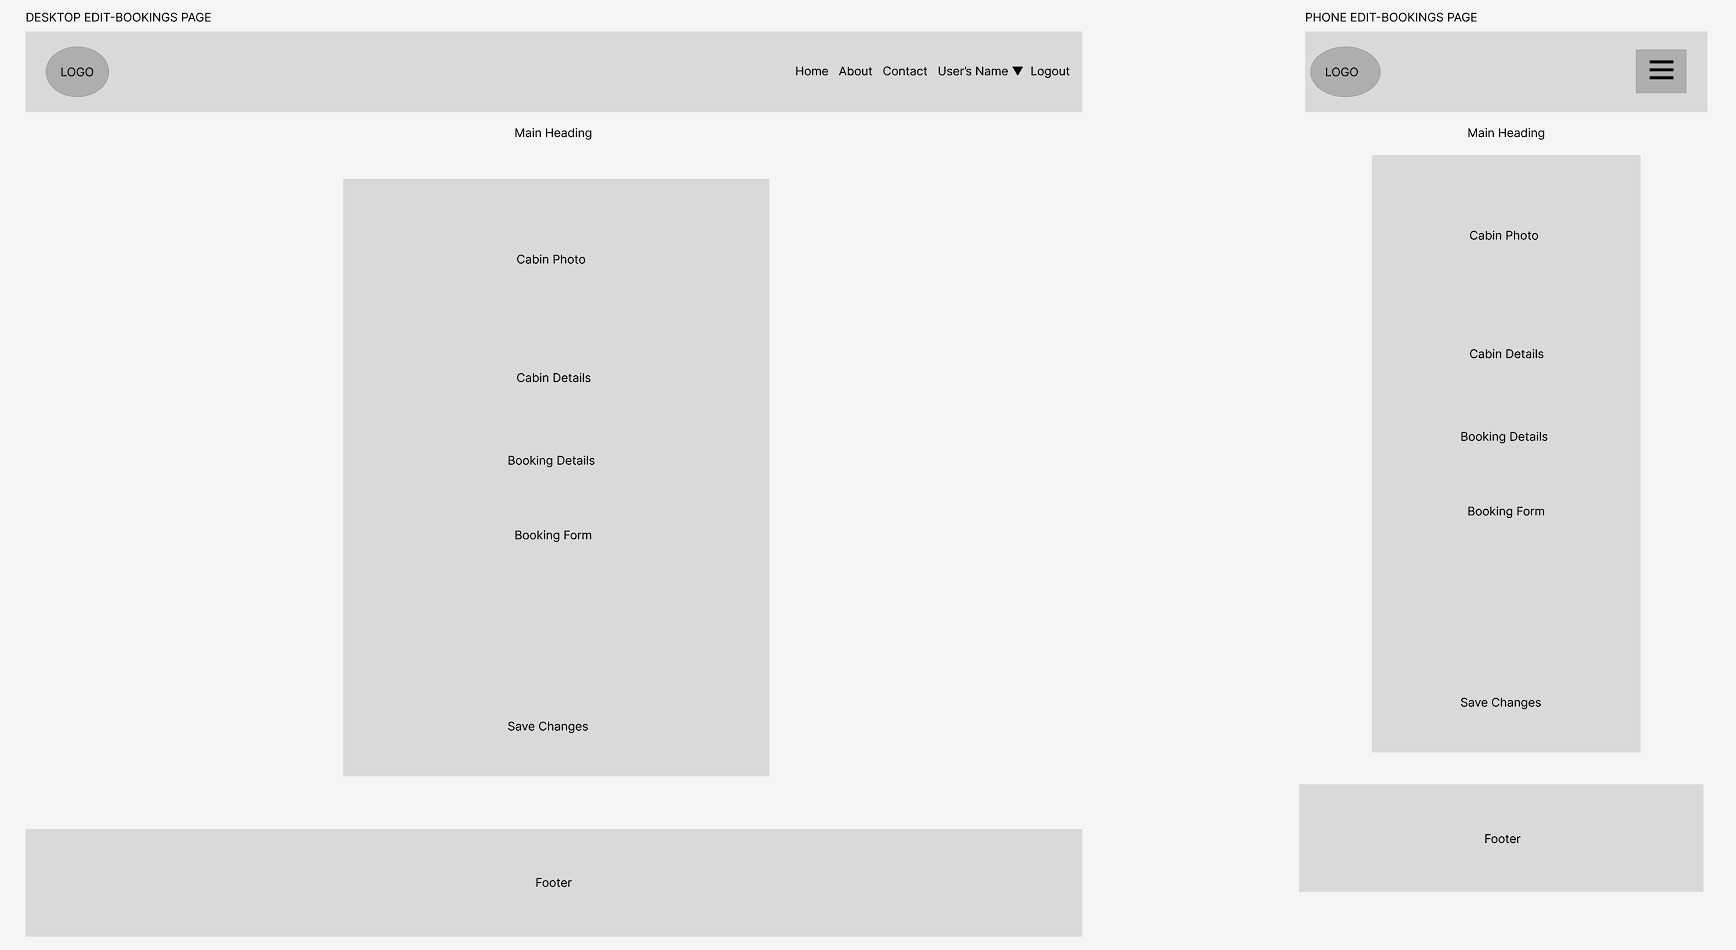 DESKTOP EDIT-BOOKINGS PAGE
LOGO
Home About Contact User's Name ▼ Logout
Main Heading
Cabin Photo
Cabin Details
Booking Details
Booking Form
Save Changes
Footer
PHONE EDIT-BOOKINGS PAGE
LOGO
Main Heading
Cabin Photo
Cabin Details
Booking Details
Booking Form
Save Changes
Footer